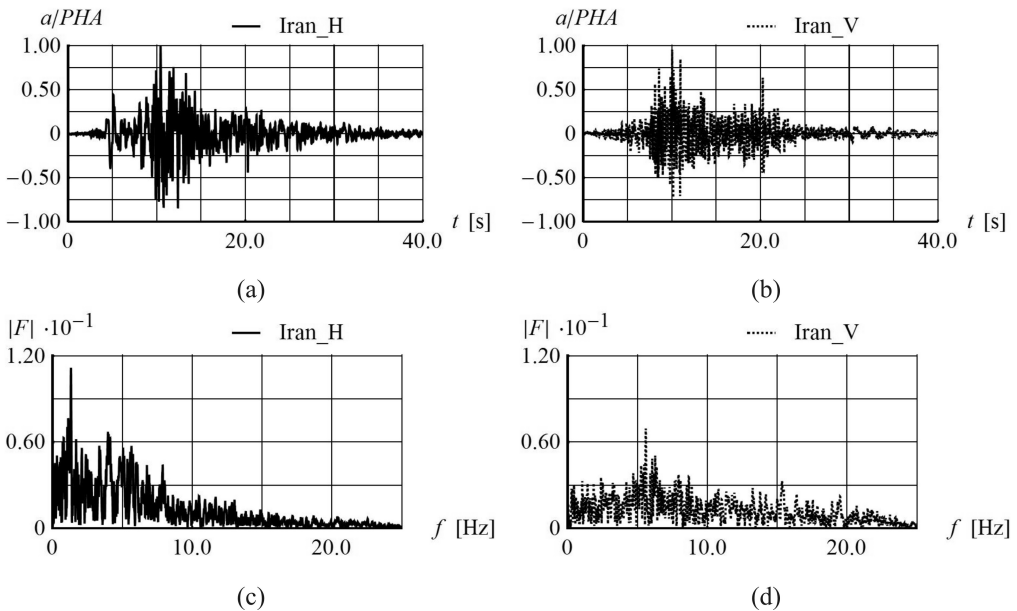 a/PHA Iran_H
1.00
0.50
0
−0.50
−1.00
0 20.0 40.0 t [s]
(a)
a/PHA Iran_V
1.00
0.50
0
−0.50
−1.00
0 20.0 40.0 t [s]
(b)
|F| ·10⁻¹ Iran_H
1.20
0.60
0
0 10.0 20.0 f [Hz]
(c)
|F| ·10⁻¹ Iran_V
1.20
0.60
0
0 10.0 20.0 f [Hz]
(d)